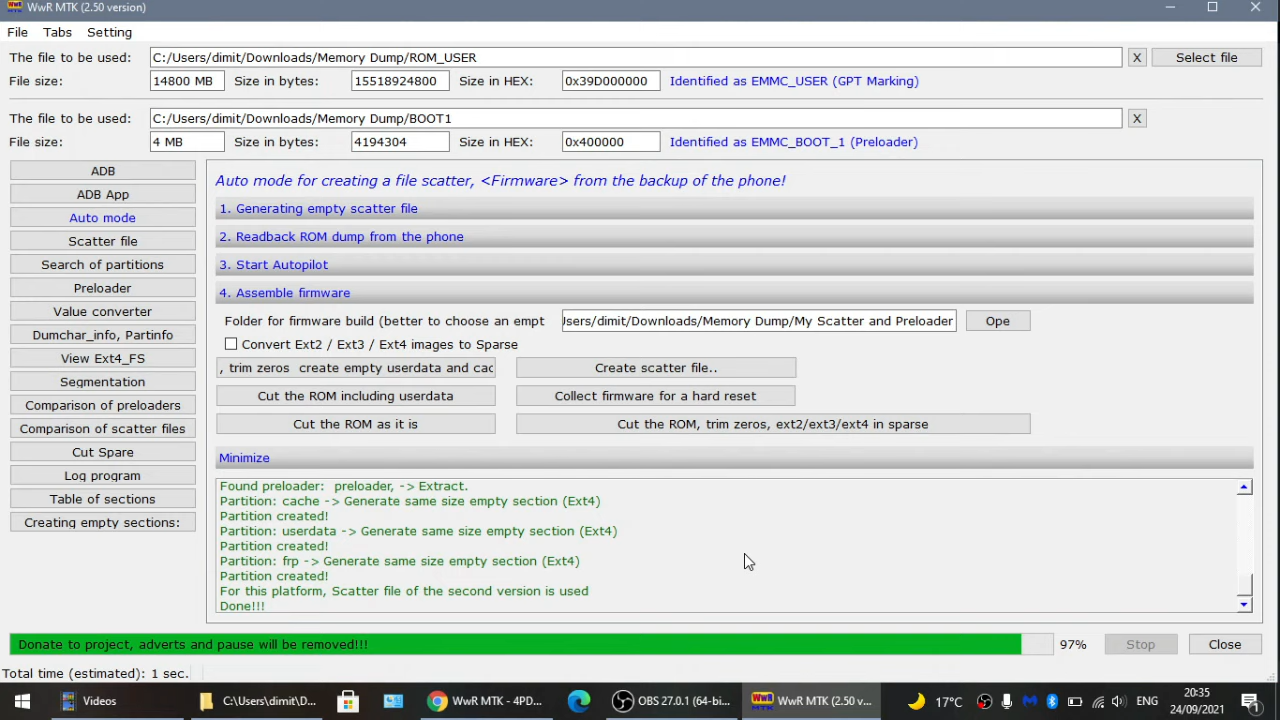 WwR MTK (2.50 version)
File Tabs Setting
The file to be used: C:/Users/dimit/Downloads/Memory Dump/ROM_USER X Select file
File size: 14800 MB Size in bytes: 15518924800 Size in HEX: 0x39D000000 Identified as EMMC_USER (GPT Marking)
The file to be used: C:/Users/dimit/Downloads/Memory Dump/BOOT1 X
File size: 4 MB Size in bytes: 4194304 Size in HEX: 0x400000 Identified as EMMC_BOOT_1 (Preloader)
ADB
ADB App
Auto mode
Scatter file
Search of partitions
Preloader
Value converter
Dumchar_info, Partinfo
View Ext4_FS
Segmentation
Comparison of preloaders
Comparison of scatter files
Cut Spare
Log program
Table of sections
Creating empty sections:
Auto mode for creating a file scatter, <Firmware> from the backup of the phone!
1. Generating empty scatter file
2. Readback ROM dump from the phone
3. Start Autopilot
4. Assemble firmware
Folder for firmware build (better to choose an empt Jsers/dimit/Downloads/Memory Dump/My Scatter and Preloader Ope
Convert Ext2 / Ext3 / Ext4 images to Sparse
, trim zeros create empty userdata and cac Create scatter file..
Cut the ROM including userdata Collect firmware for a hard reset
Cut the ROM as it is Cut the ROM, trim zeros, ext2/ext3/ext4 in sparse
Minimize
Found preloader: preloader, -> Extract.
Partition: cache -> Generate same size empty section (Ext4)
Partition created!
Partition: userdata -> Generate same size empty section (Ext4)
Partition created!
Partition: frp -> Generate same size empty section (Ext4)
Partition created!
For this platform, Scatter file of the second version is used
Done!!!
Donate to project, adverts and pause will be removed!!! 97% Stop Close
Total time (estimated): 1 sec.
Videos C:\Users\dimit\D... WwR MTK - 4PD... OBS 27.0.1 (64-bi... WwR MTK (2.50 v... 17°C ENG 20:35
24/09/2021 1